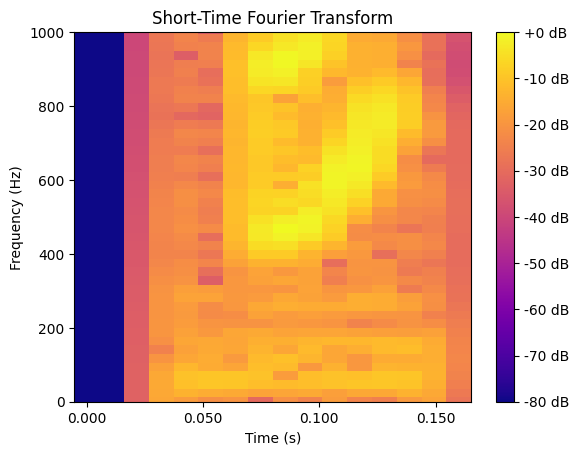 Short-Time Fourier Transform
1000
800
600
400
200
0
Frequency (Hz)
0.000
0.050
0.100
0.150
Time (s)
+0 dB
-10 dB
-20 dB
-30 dB
-40 dB
-50 dB
-60 dB
-70 dB
-80 dB